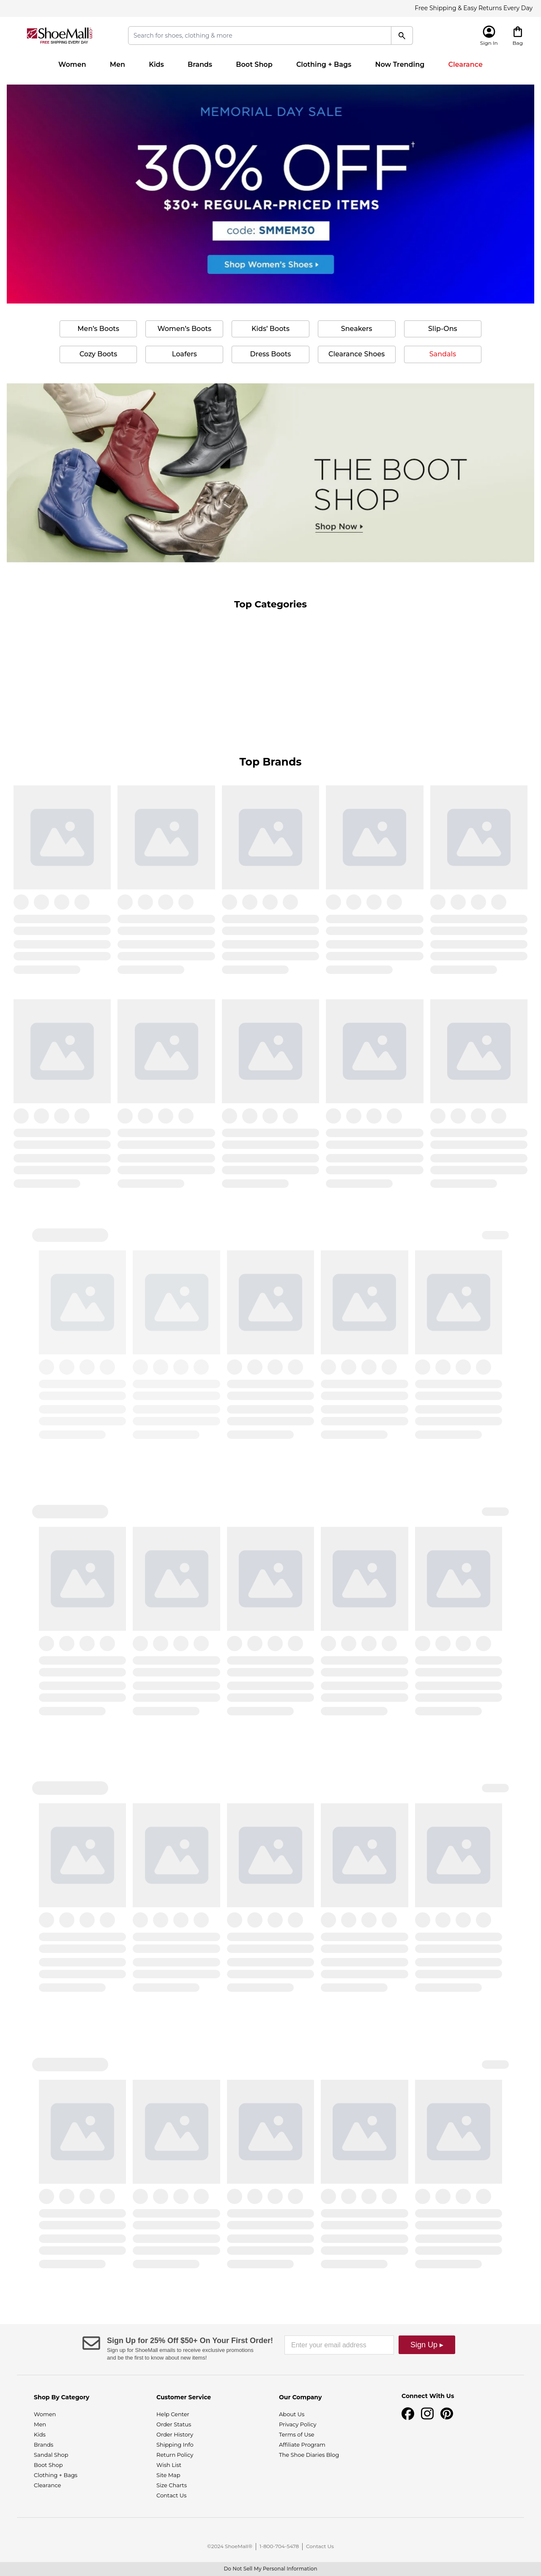 Free Shipping & Easy Returns Every Day
ShoeMall
FREE SHIPPING EVERY DAY
Search for shoes, clothing & more
Sign In
Bag
Women
Men
Kids
Brands
Boot Shop
Clothing + Bags
Now Trending
Clearance
MEMORIAL DAY SALE
30% OFF†
$30+ REGULAR-PRICED ITEMS
code: SMMEM30
Shop Women's Shoes
Men's Boots
Women's Boots
Kids' Boots
Sneakers
Slip-Ons
Cozy Boots
Loafers
Dress Boots
Clearance Shoes
Sandals
THE BOOT
SHOP
Shop Now
Top Categories
Top Brands
Sign Up for 25% Off $50+ On Your First Order!
Sign up for ShoeMall emails to receive exclusive promotions
and be the first to know about new items!
Enter your email address
Sign Up ▸
Shop By Category
Women
Men
Kids
Brands
Sandal Shop
Boot Shop
Clothing + Bags
Clearance
Customer Service
Help Center
Order Status
Order History
Shipping Info
Return Policy
Wish List
Site Map
Size Charts
Contact Us
Our Company
About Us
Privacy Policy
Terms of Use
Affiliate Program
The Shoe Diaries Blog
Connect With Us
©2024 ShoeMall® | 1-800-704-5478 | Contact Us
Do Not Sell My Personal Information